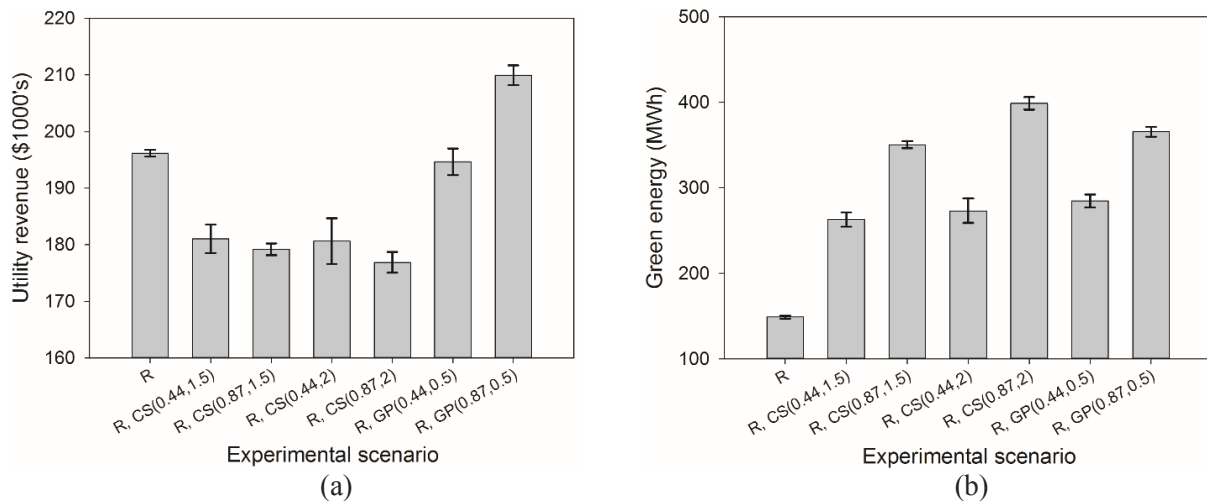 220
210
200
190
180
170
160
Utility revenue ($1000's)
R
R, CS(0.44,1.5)
R, CS(0.87,1.5)
R, CS(0.44,2)
R, CS(0.87,2)
R, GP(0.44,0.5)
R, GP(0.87,0.5)
Experimental scenario
(a)
500
400
300
200
100
Green energy (MWh)
R
R, CS(0.44,1.5)
R, CS(0.87,1.5)
R, CS(0.44,2)
R, CS(0.87,2)
R, GP(0.44,0.5)
R, GP(0.87,0.5)
Experimental scenario
(b)